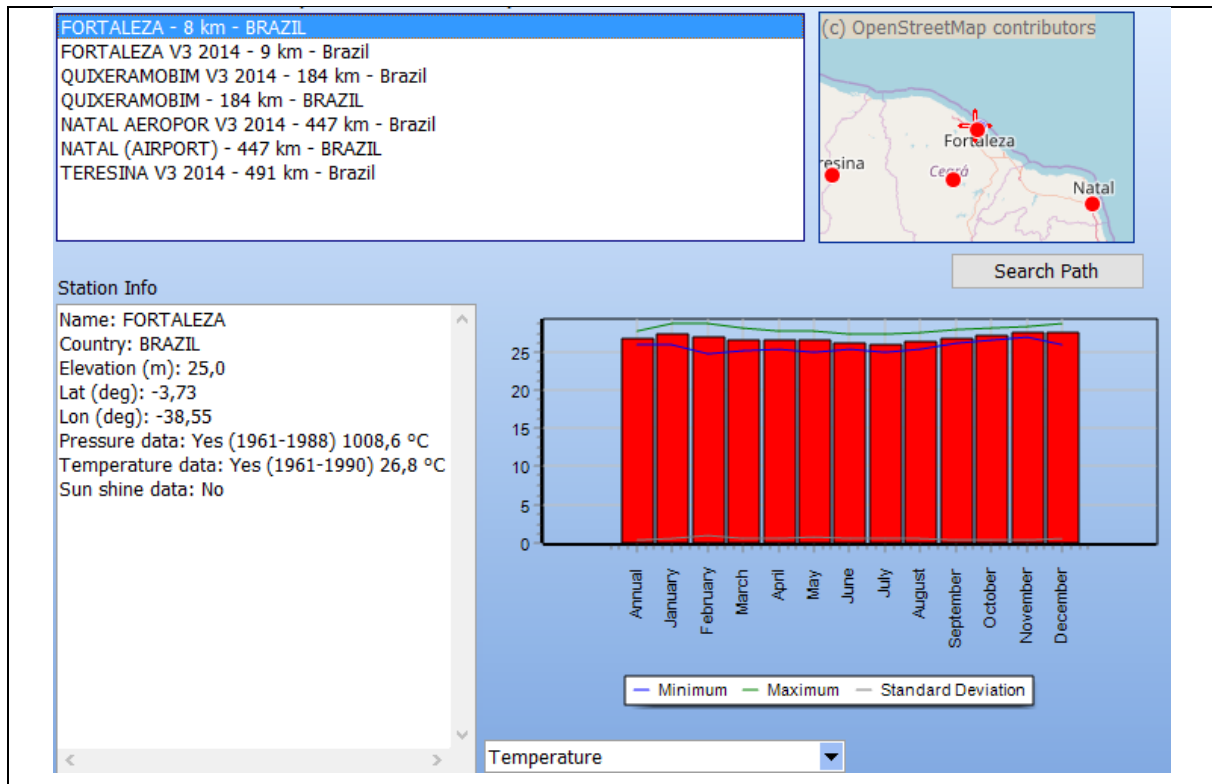 FORTALEZA - 8 km - BRAZIL
FORTALEZA V3 2014 - 9 km - Brazil
QUIXERAMOBIM V3 2014 - 184 km - Brazil
QUIXERAMOBIM - 184 km - BRAZIL
NATAL AEROPOR V3 2014 - 447 km - Brazil
NATAL (AIRPORT) - 447 km - BRAZIL
TERESINA V3 2014 - 491 km - Brazil
(c) OpenStreetMap contributors
Fortaleza
resina
Ceará
Natal
Search Path
Station Info
Name: FORTALEZA
Country: BRAZIL
Elevation (m): 25,0
Lat (deg): -3,73
Lon (deg): -38,55
Pressure data: Yes (1961-1988) 1008,6 ºC
Temperature data: Yes (1961-1990) 26,8 ºC
Sun shine data: No
25
20
15
10
5
0
Annual
January
February
March
April
May
June
July
August
September
October
November
December
Minimum
Maximum
Standard Deviation
Temperature